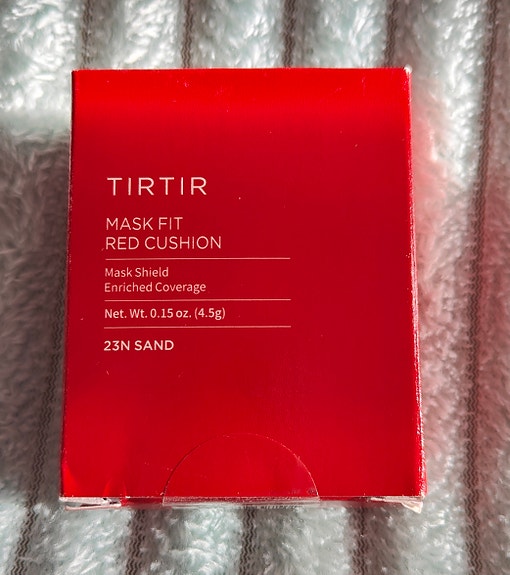 TIRTIR
MASK FIT
RED CUSHION
Mask Shield
Enriched Coverage
Net. Wt. 0.15 oz. (4.5g)
23N SAND